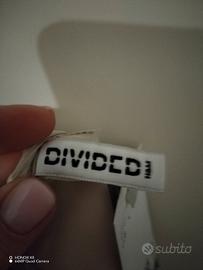 DIVIDED
H&M
HONOR X8
64MP Quad Camera
subito